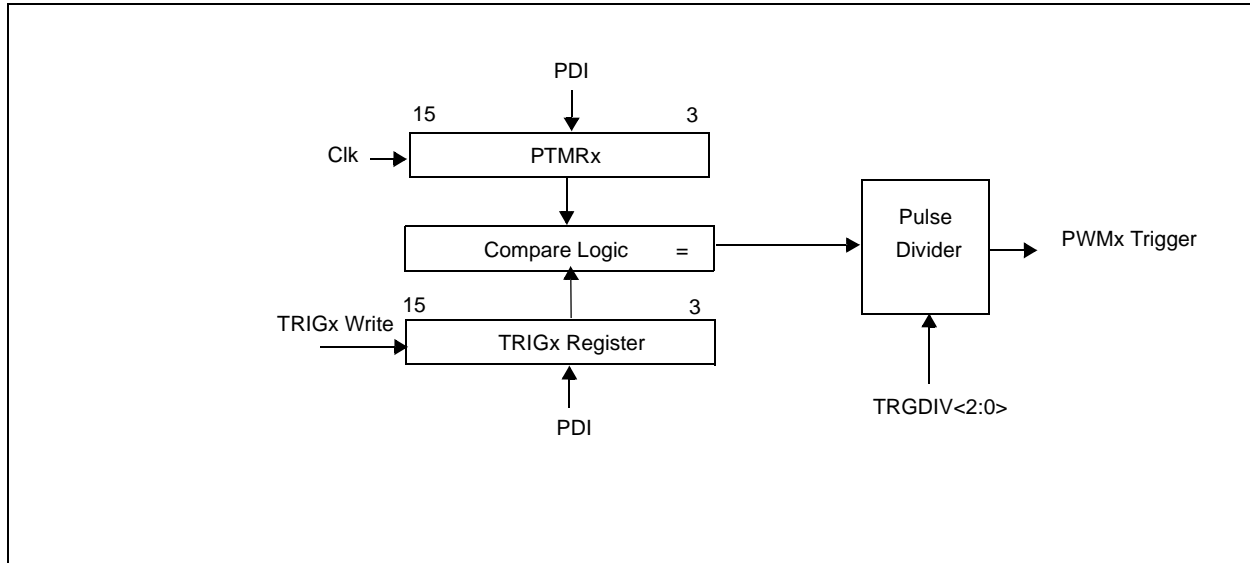 PDI
15 3
Clk
PTMRx
Compare Logic =
15 3
TRIGx Write
TRIGx Register
PDI
Pulse
Divider
PWMx Trigger
TRGDIV<2:0>